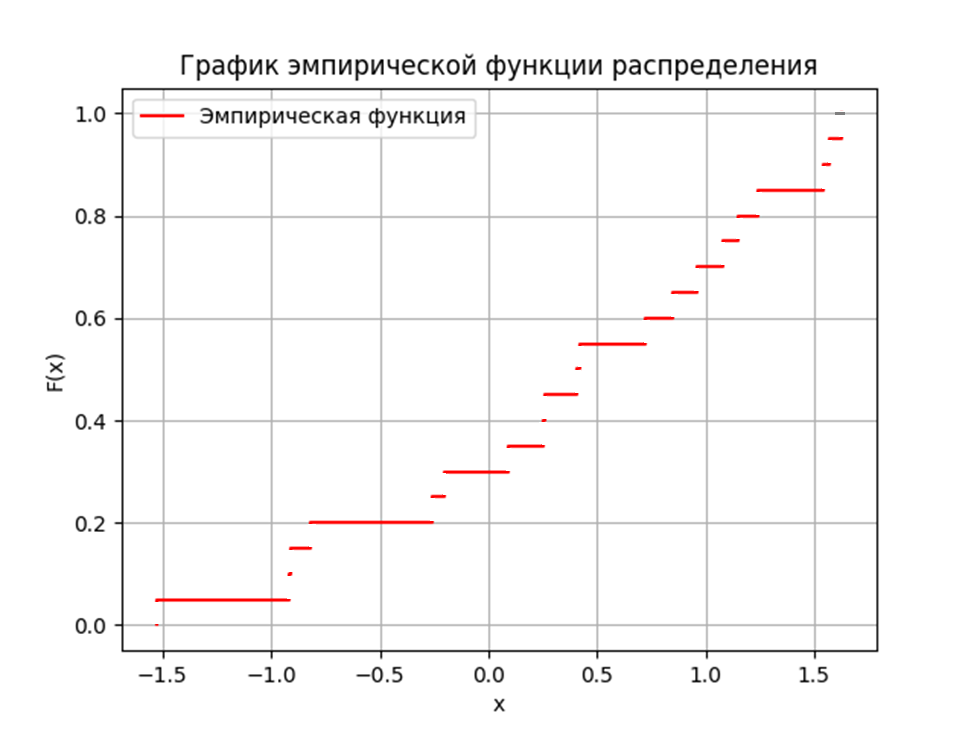 График эмпирической функции распределения
Эмпирическая функция
F(x)
1.0
0.8
0.6
0.4
0.2
0.0
−1.5 −1.0 −0.5 0.0 0.5 1.0 1.5
x